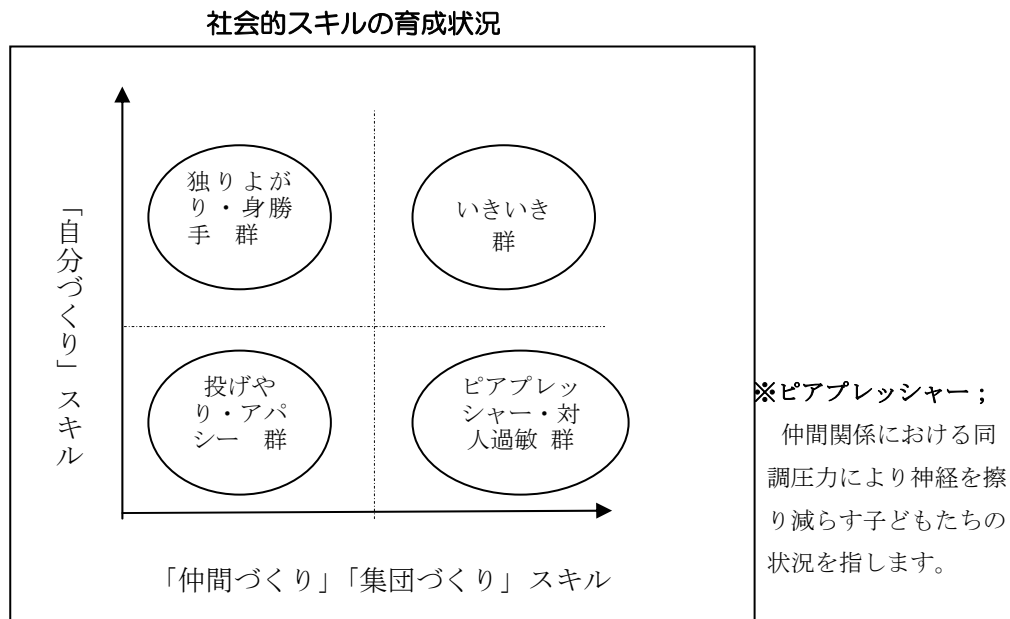 社会的スキルの育成状況
独りよが
り・身勝
手 群
いきいき
群
「自分づくり」スキル
投げや
り・アパ
シー 群
ピアプレッ
シャー・対
人過敏 群
「仲間づくり」「集団づくり」スキル
※ピアプレッシャー；
仲間関係における同
調圧力により神経を擦
り減らす子どもたちの
状況を指します。